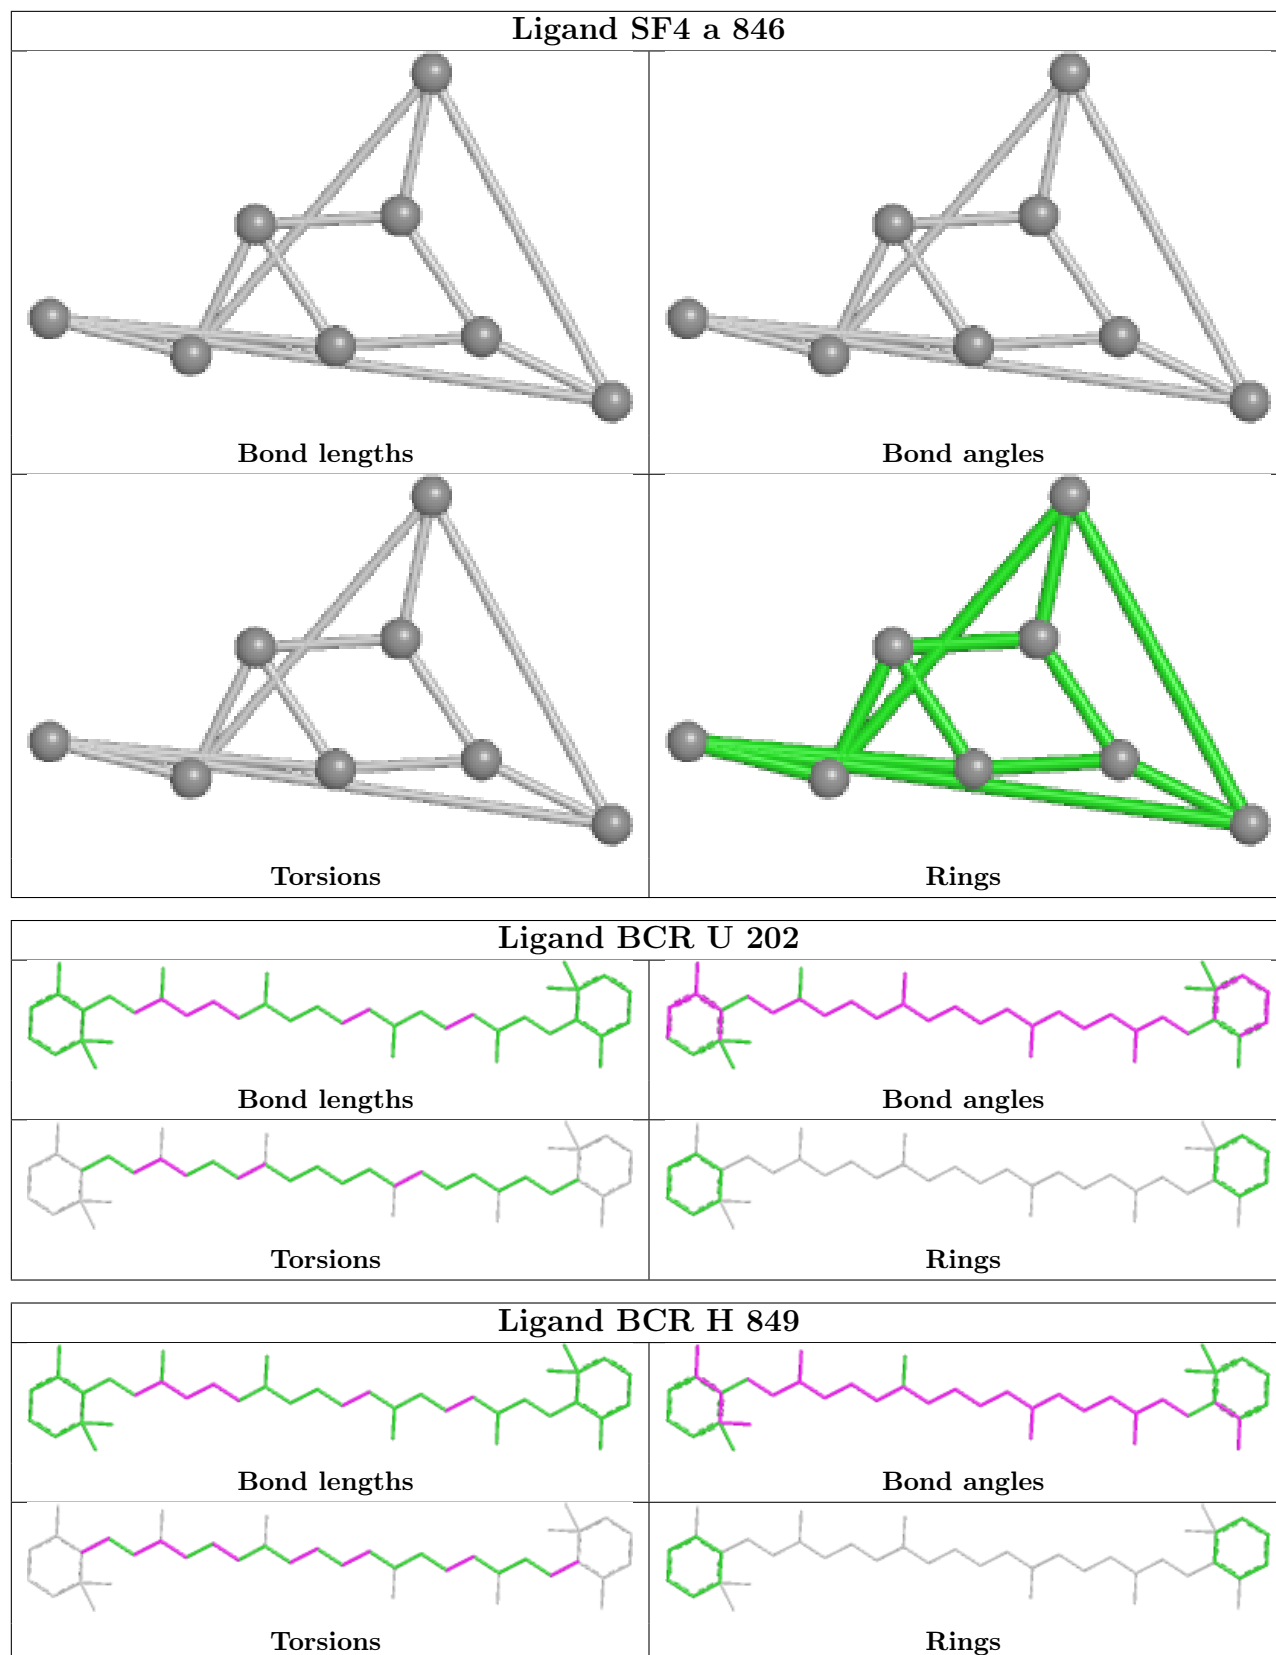 Ligand SF4 a 846
Bond lengths
Bond angles
Torsions
Rings
Ligand BCR U 202
Bond lengths
Bond angles
Torsions
Rings
Ligand BCR H 849
Bond lengths
Bond angles
Torsions
Rings